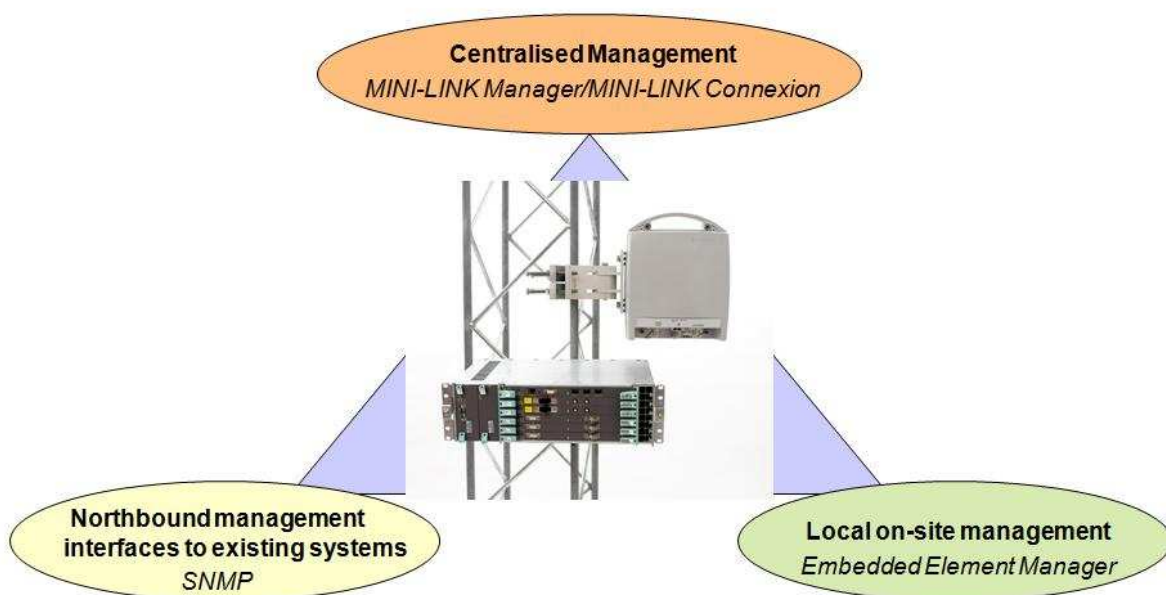 Centralised Management
MINI-LINK Manager/MINI-LINK Connexion
Northbound management
interfaces to existing systems
SNMP
Local on-site management
Embedded Element Manager